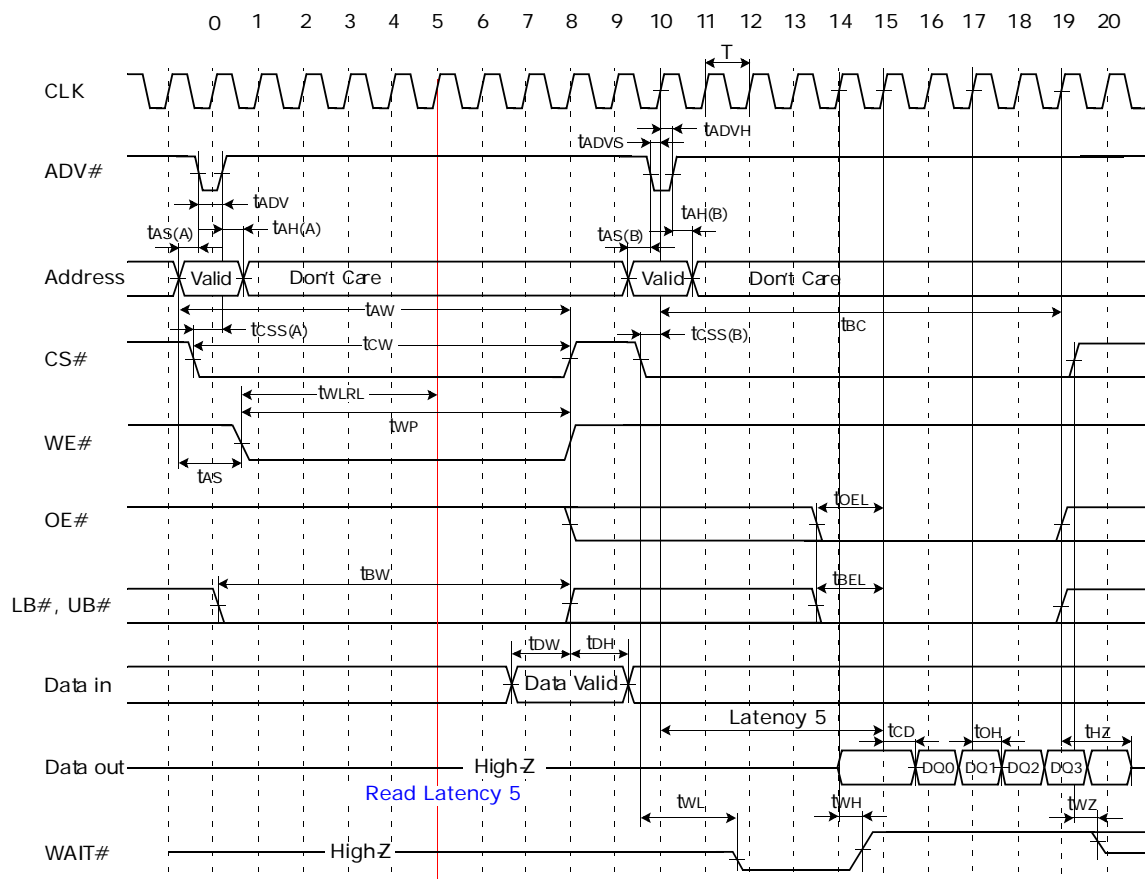 0 1 2 3 4 5 6 7 8 9 10 11 12 13 14 15 16 17 18 19 20
T
CLK
tADVH
tADVS
ADV#
tADV
tAH(B)
tAS(A) tAH(A) tAS(B)
Address Valid Don't Care Valid Don't Care
tAW
tCSS(A) tCSS(B) tBC
tCW
CS#
tWLRL
tWP
WE#
tAS
tOEL
OE#
tBW tBEL
LB#, UB#
tDW tDH
Data in Data Valid
Latency 5
tCD tOH tHZ
Data out High-Z DQ0 DQ1 DQ2 DQ3
Read Latency 5
tWL tWH tWZ
WAIT# High-Z